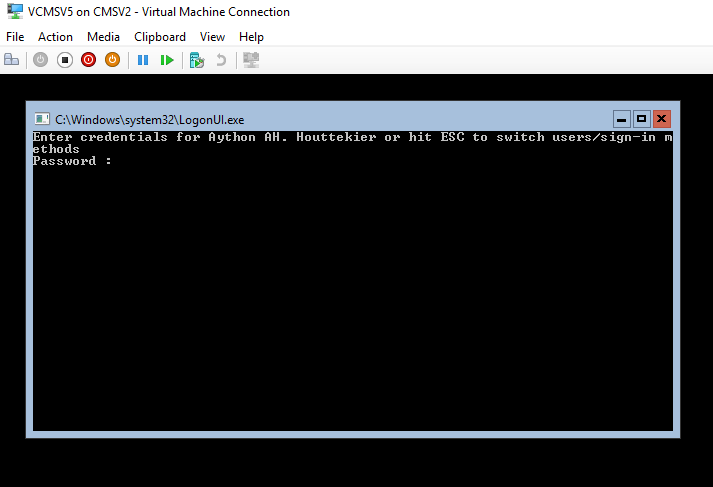 VCMSV5 on CMSV2 - Virtual Machine Connection
File Action Media Clipboard View Help
C:\Windows\system32\LogonUI.exe
Enter credentials for Aython AH. Houttekier or hit ESC to switch users/sign-in m
ethods
Password :